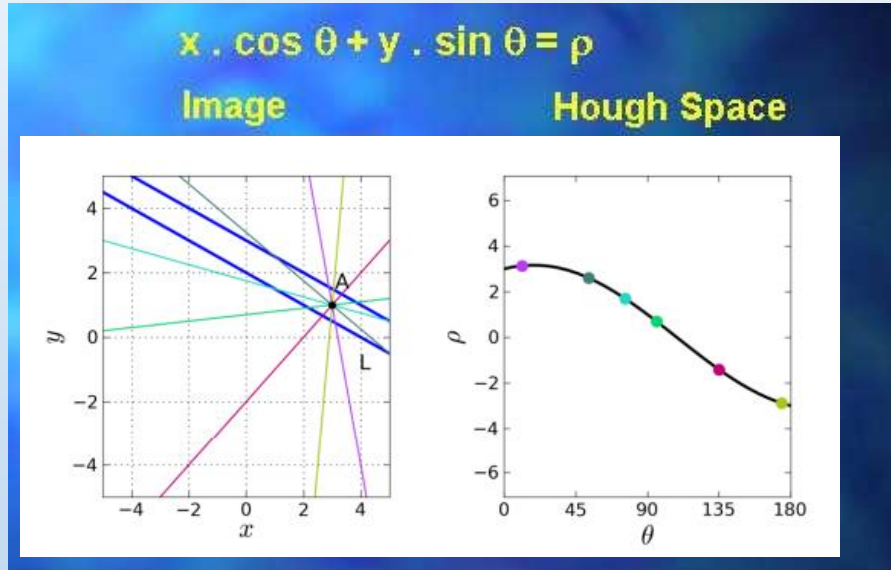 x . cos θ + y . sin θ = ρ
Image Hough Space
4
2
0
−2
−4
y
−4 −2 0 2 4
x
A
L
6
4
2
0
−2
−4
−6
ρ
0 45 90 135 180
θ